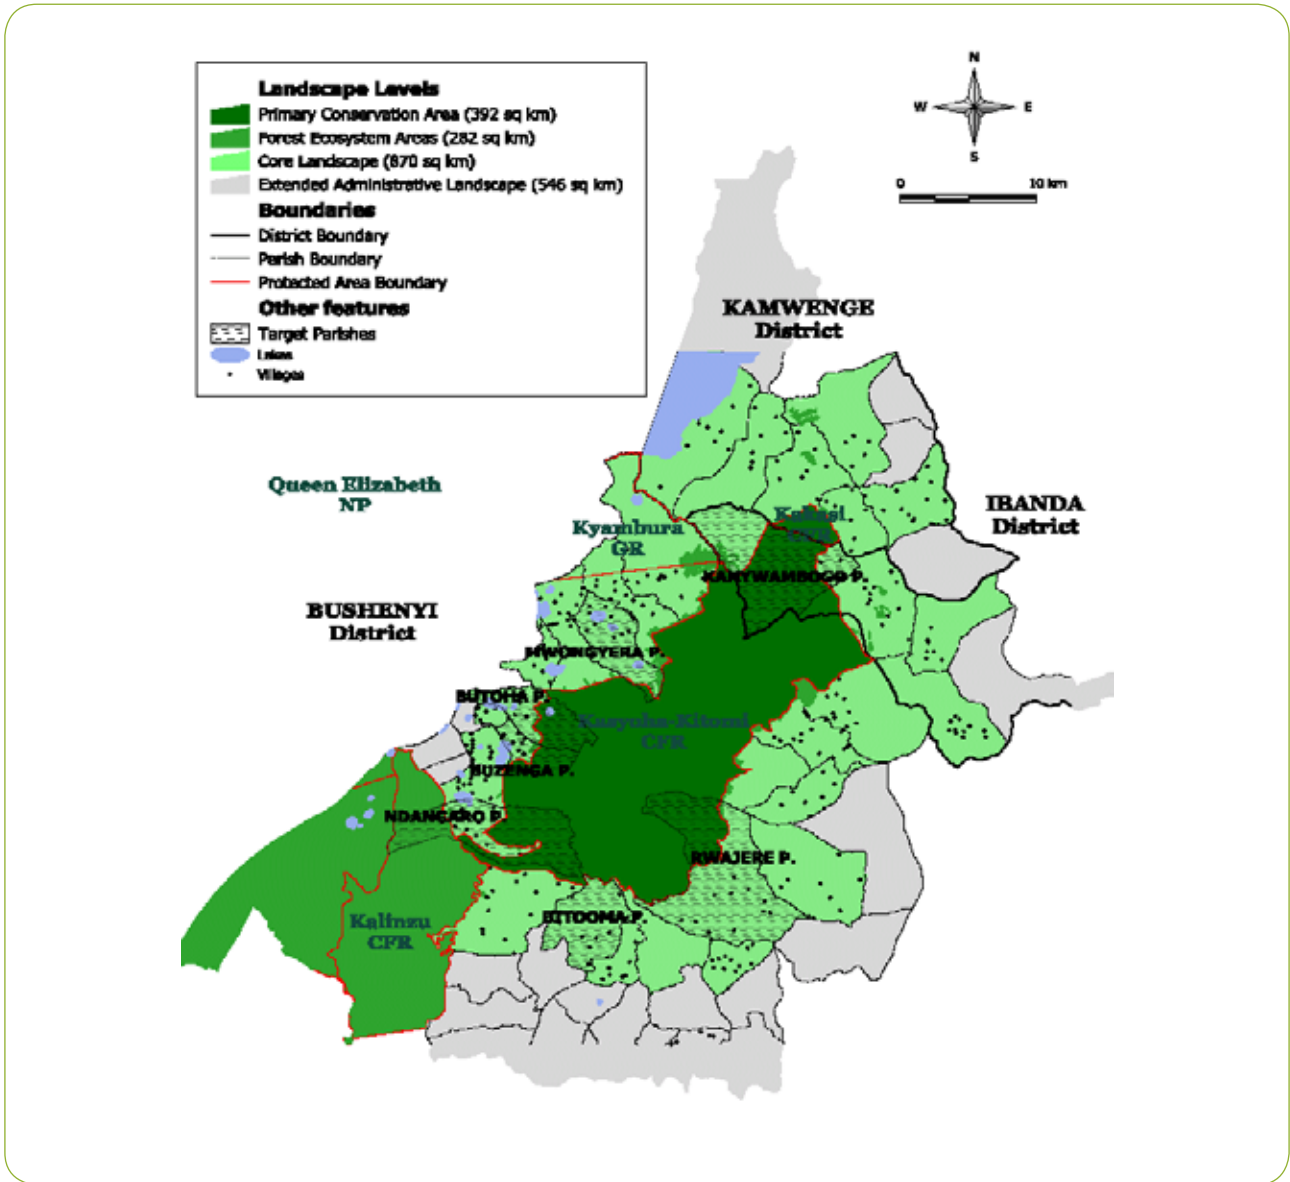 Landscape Levels
Primary Conservation Area (392 sq km)
Forest Ecosystem Areas (282 sq km)
Core Landscape (870 sq km)
Extended Administrative Landscape (546 sq km)
Boundaries
District Boundary
Parish Boundary
Protected Area Boundary
Other features
Target Parishes
Lakes
Villages
N
W E
S
0 10 km
KAMWENGE
District
Queen Elizabeth
NP
IBANDA
District
Kyambura
GR
Kakasi
KANYWAMBOGO P.
BUSHENYI
District
MWONGYERA P.
BUTOHA P.
Kasyoha-Kitomi
CFR
BUZENGA P.
NDANGARO P.
RWAJERE P.
Kalinzu
CFR
BITOOMA P.